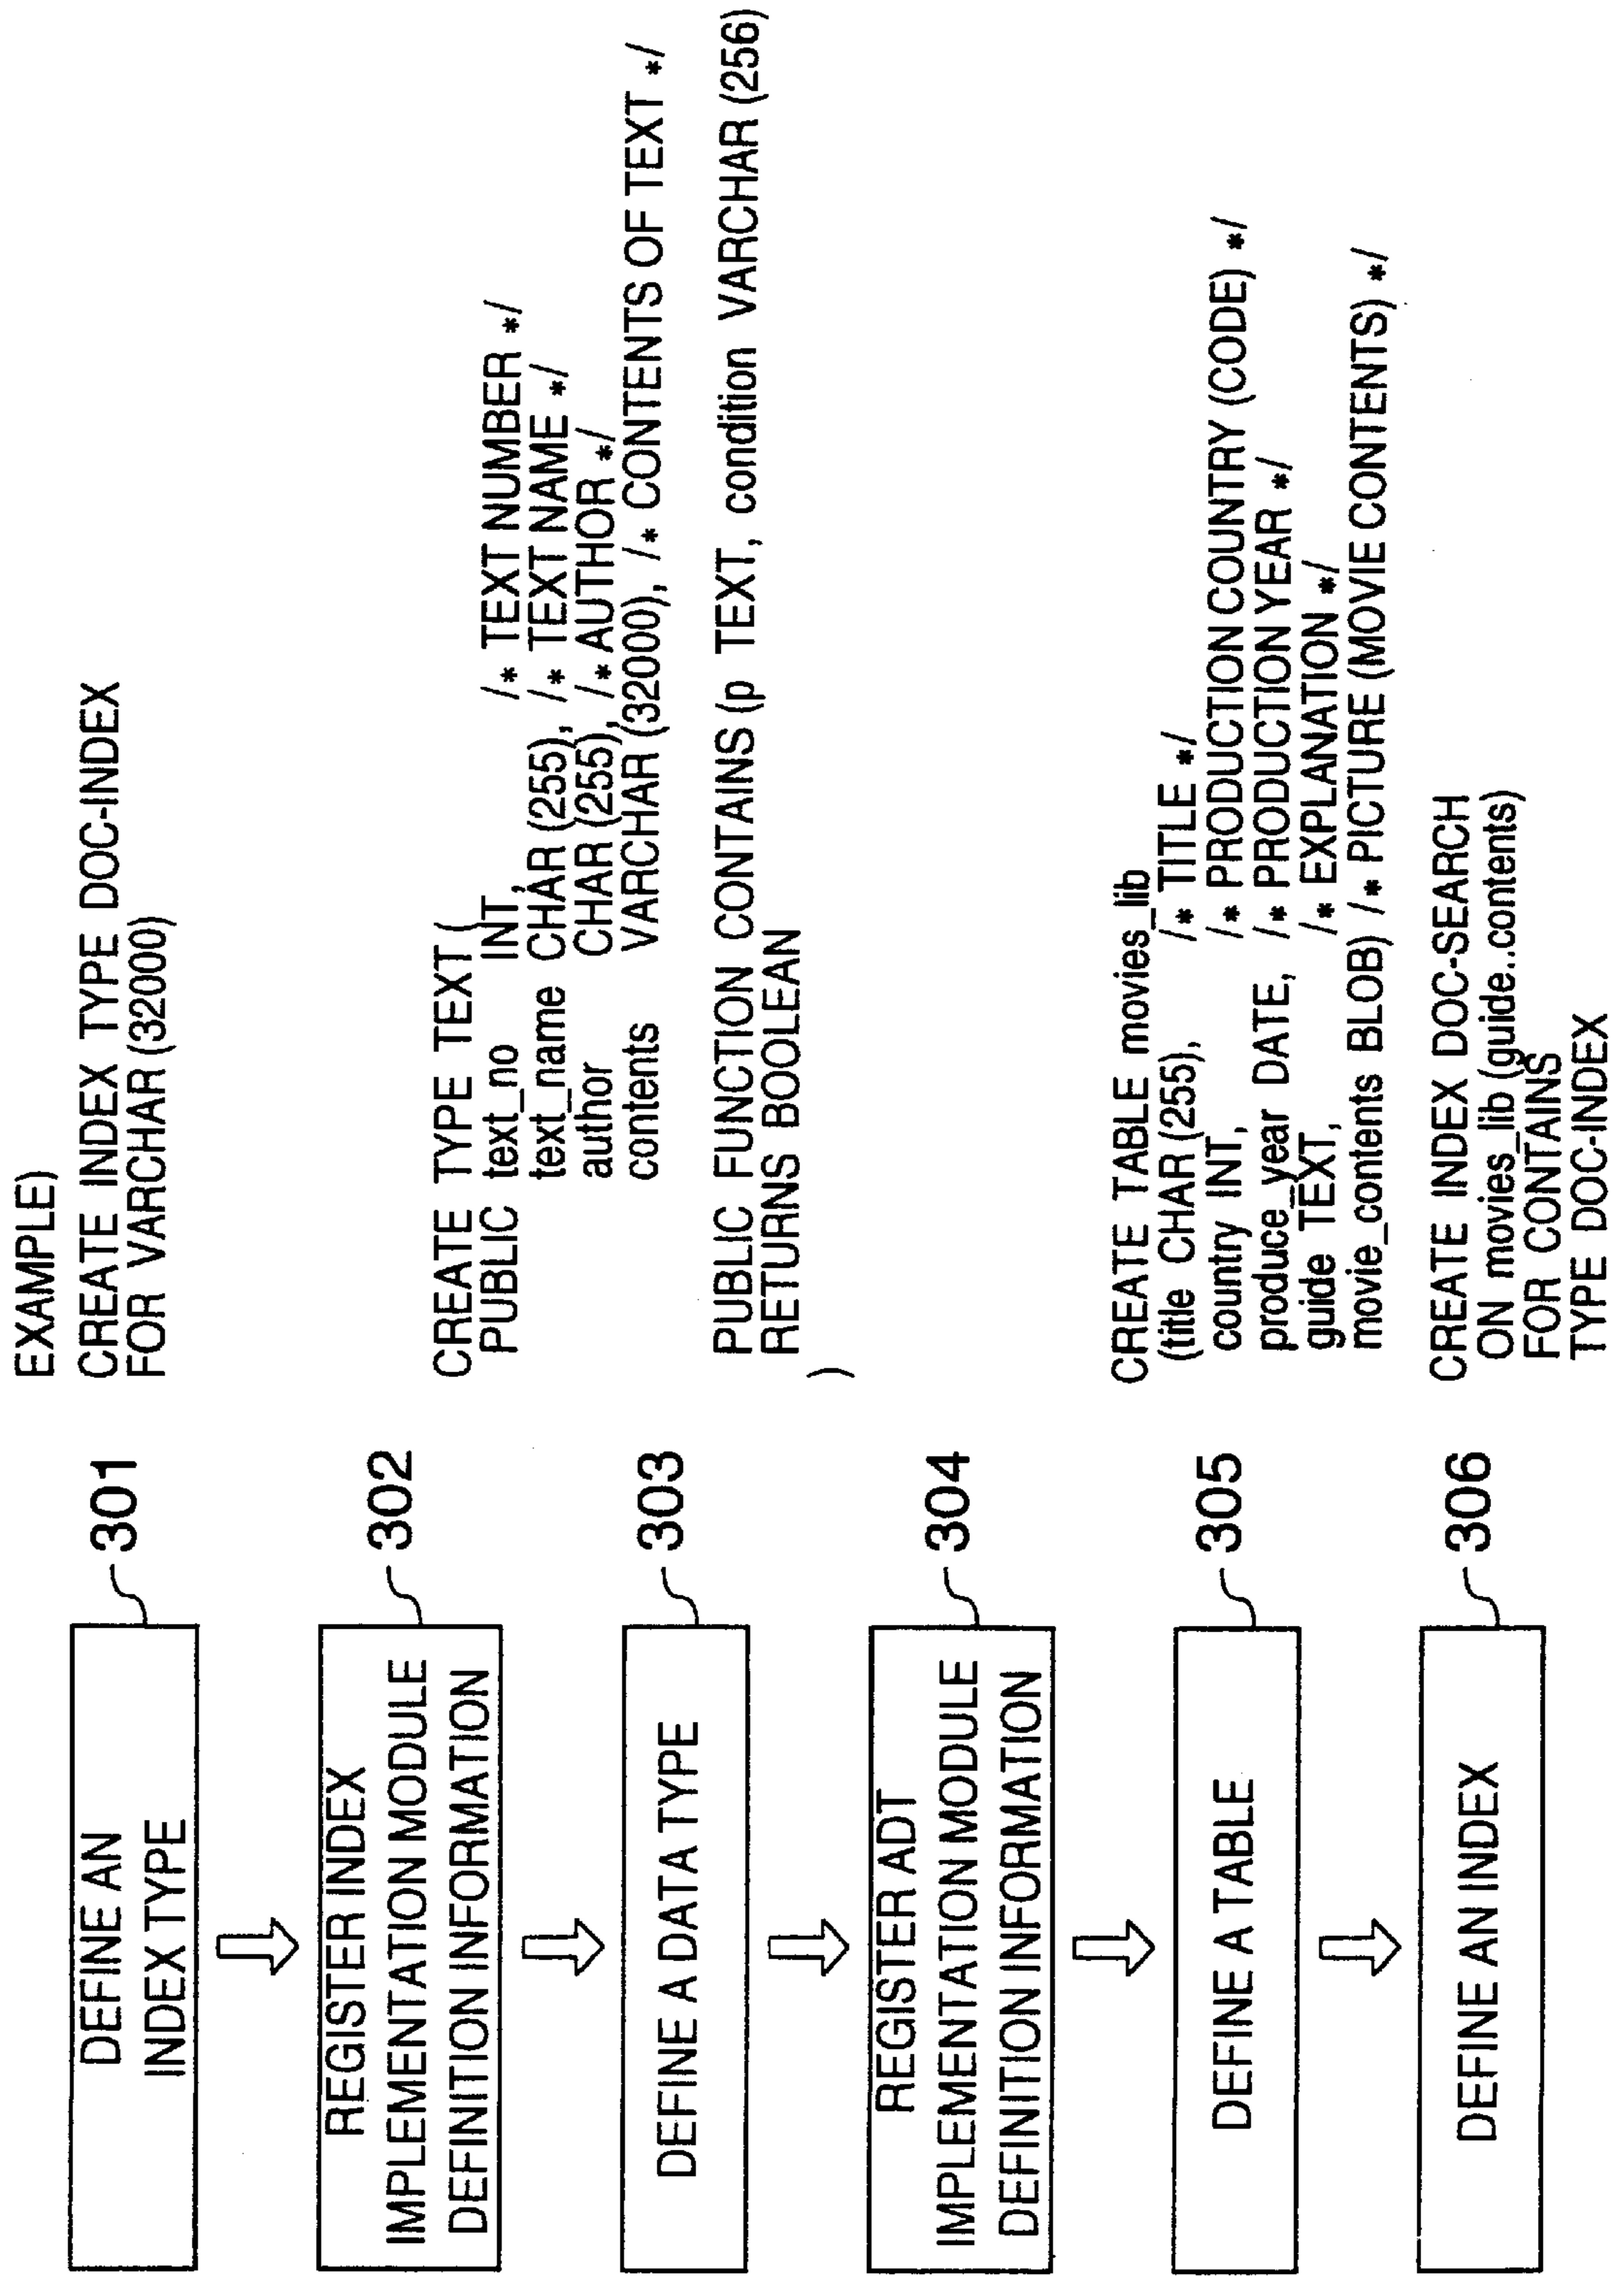 EXAMPLE)
DEFINE AN
INDEX TYPE
301
CREATE INDEX TYPE DOC-INDEX
FOR VARCHAR (32000)
REGISTER INDEX
IMPLEMENTATION MODULE
DEFINITION INFORMATION
302
DEFINE A DATA TYPE
303
CREATE TYPE TEXT (
PUBLIC text_no INT, /* TEXT NUMBER */
text_name CHAR (255), /* TEXT NAME */
author CHAR (255), /* AUTHOR */
contents VARCHAR (32000), /* CONTENTS OF TEXT */
PUBLIC FUNCTION CONTAINS (p TEXT, condition VARCHAR (256)
RETURNS BOOLEAN
)
REGISTER ADT
IMPLEMENTATION MODULE
DEFINITION INFORMATION
304
DEFINE A TABLE
305
CREATE TABLE movies_lib
(title CHAR (255), /* TITLE */
country INT, /* PRODUCTION COUNTRY (CODE) */
produce_year DATE, /* PRODUCTION YEAR */
guide TEXT, /* EXPLANATION */
movie_contents BLOB) /* PICTURE (MOVIE CONTENTS) */
DEFINE AN INDEX
306
CREATE INDEX DOC-SEARCH
ON movies_lib (guide..contents)
FOR CONTAINS
TYPE DOC-INDEX